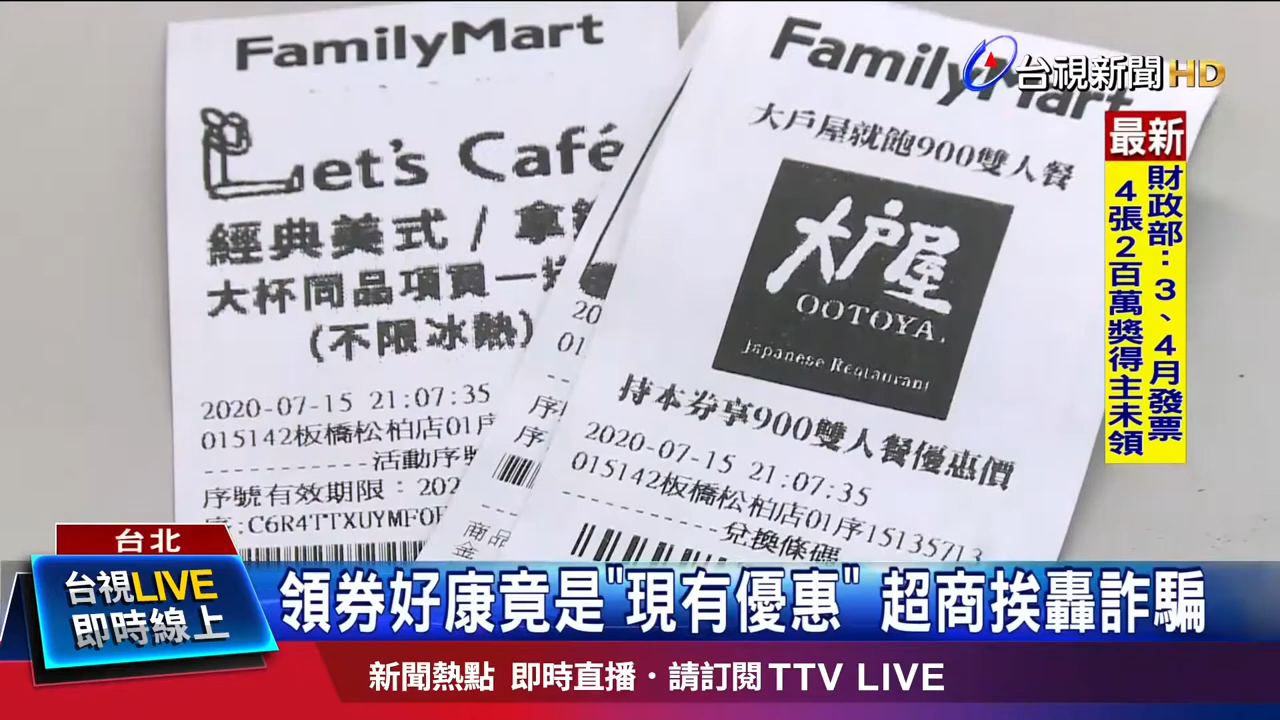 FamilyMart
Let's Café
經典美式 / 拿
大杯同品項買一
(不限冰熱)
2020-07-15 21:07:35
015142板橋松柏店01
-----------活動序號
序號有效期限：202
:C6R4TTXUYMF0F
20
01
序
序
商品
金
FamilyMart
大戶屋就飽900雙人餐
大戶屋
OOTOYA.
Japanese Restaurant
持本券享900雙人餐優惠價
2020-07-15 21:07:35
015142板橋松柏店01序15135713
-----------兌換條碼
台視新聞HD
最新
財政部：3、4月發票
4張2百萬獎得主未領
台北
台視LIVE
即時線上
領券好康竟是"現有優惠" 超商挨轟詐騙
新聞熱點 即時直播・請訂閱TTV LIVE